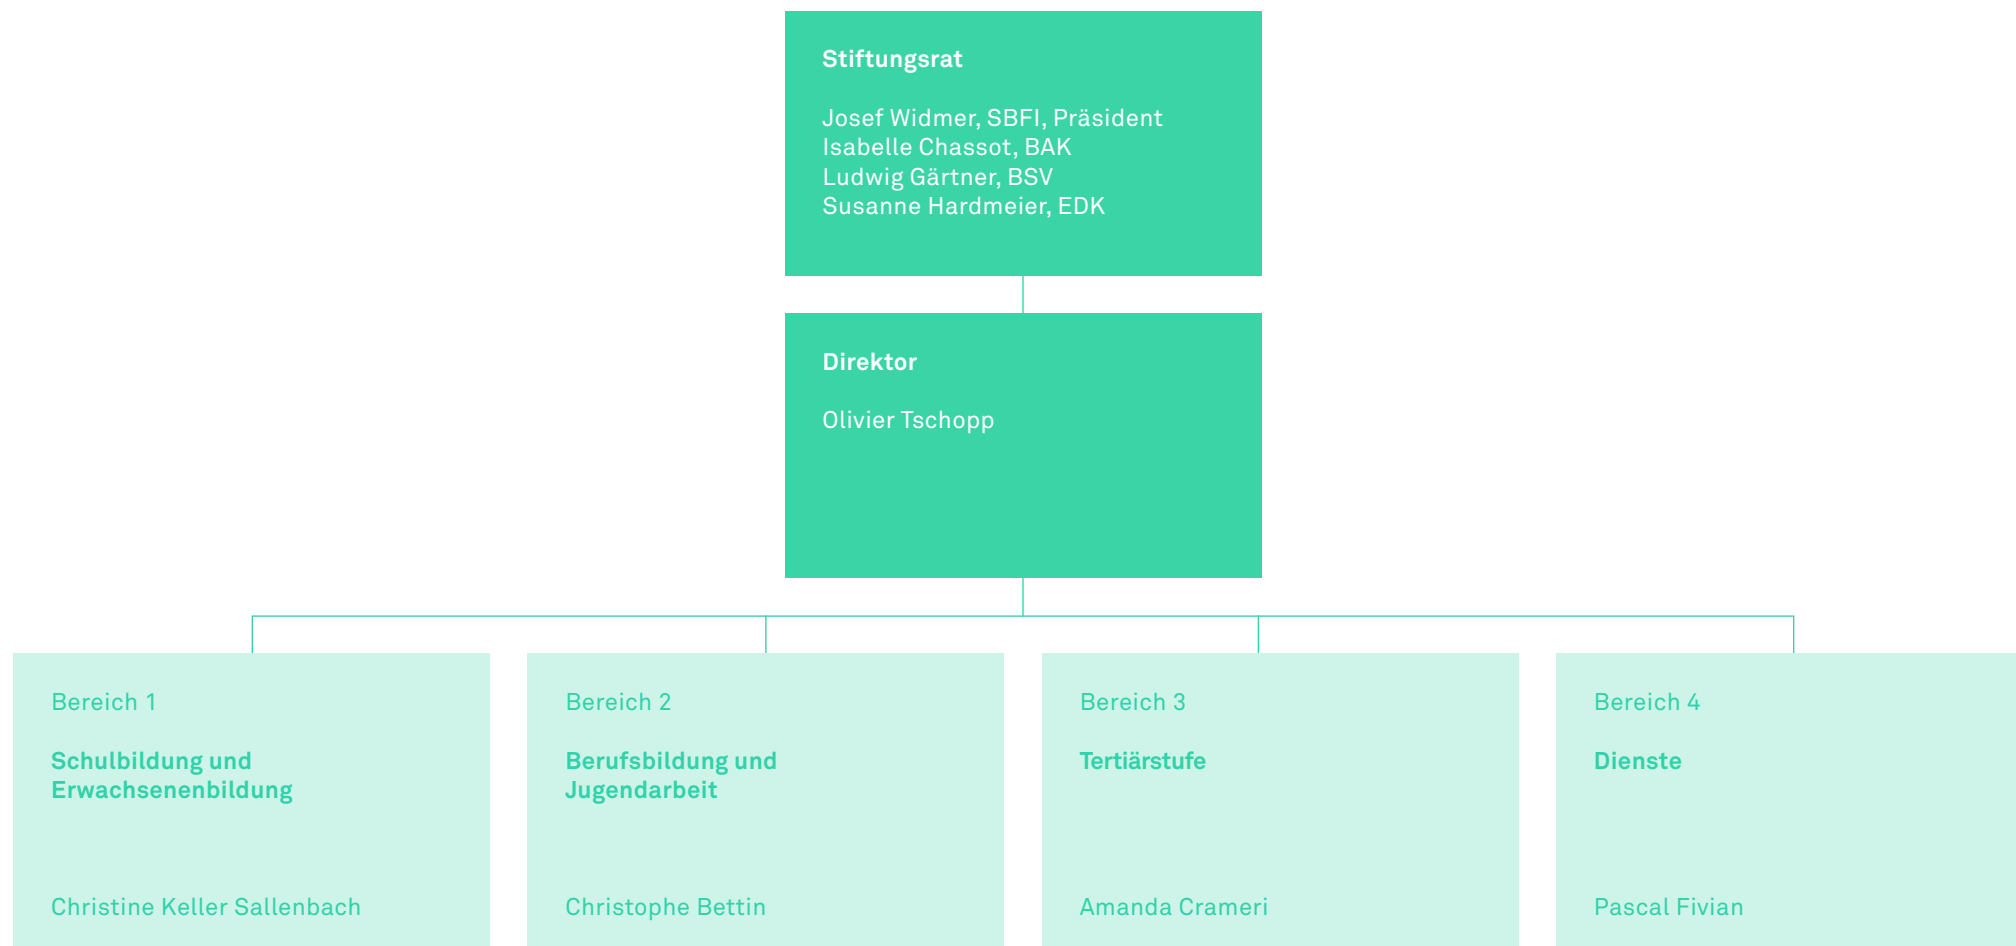 Stiftungsrat
Josef Widmer, SBFI, Präsident
Isabelle Chassot, BAK
Ludwig Gärtner, BSV
Susanne Hardmeier, EDK
Direktor
Olivier Tschopp
Bereich 1
Schulbildung und
Erwachsenenbildung
Christine Keller Sallenbach
Bereich 2
Berufsbildung und
Jugendarbeit
Christophe Bettin
Bereich 3
Tertiärstufe
Amanda Crameri
Bereich 4
Dienste
Pascal Fivian